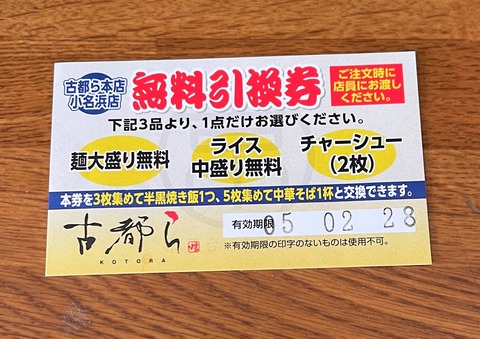 古都ら本店
小名浜店
無料引換券
ご注文時に
店員にお渡し
ください。
下記3品より、1点だけお選びください。
麺大盛り無料
ライス
中盛り無料
チャーシュー
(2枚)
本券を3枚集めて半黒焼き飯1つ、5枚集めて中華そば1杯と交換できます。
古都ら
KOTORA
有効期限 05 02 28
※有効期限の印字のないものは使用不可。